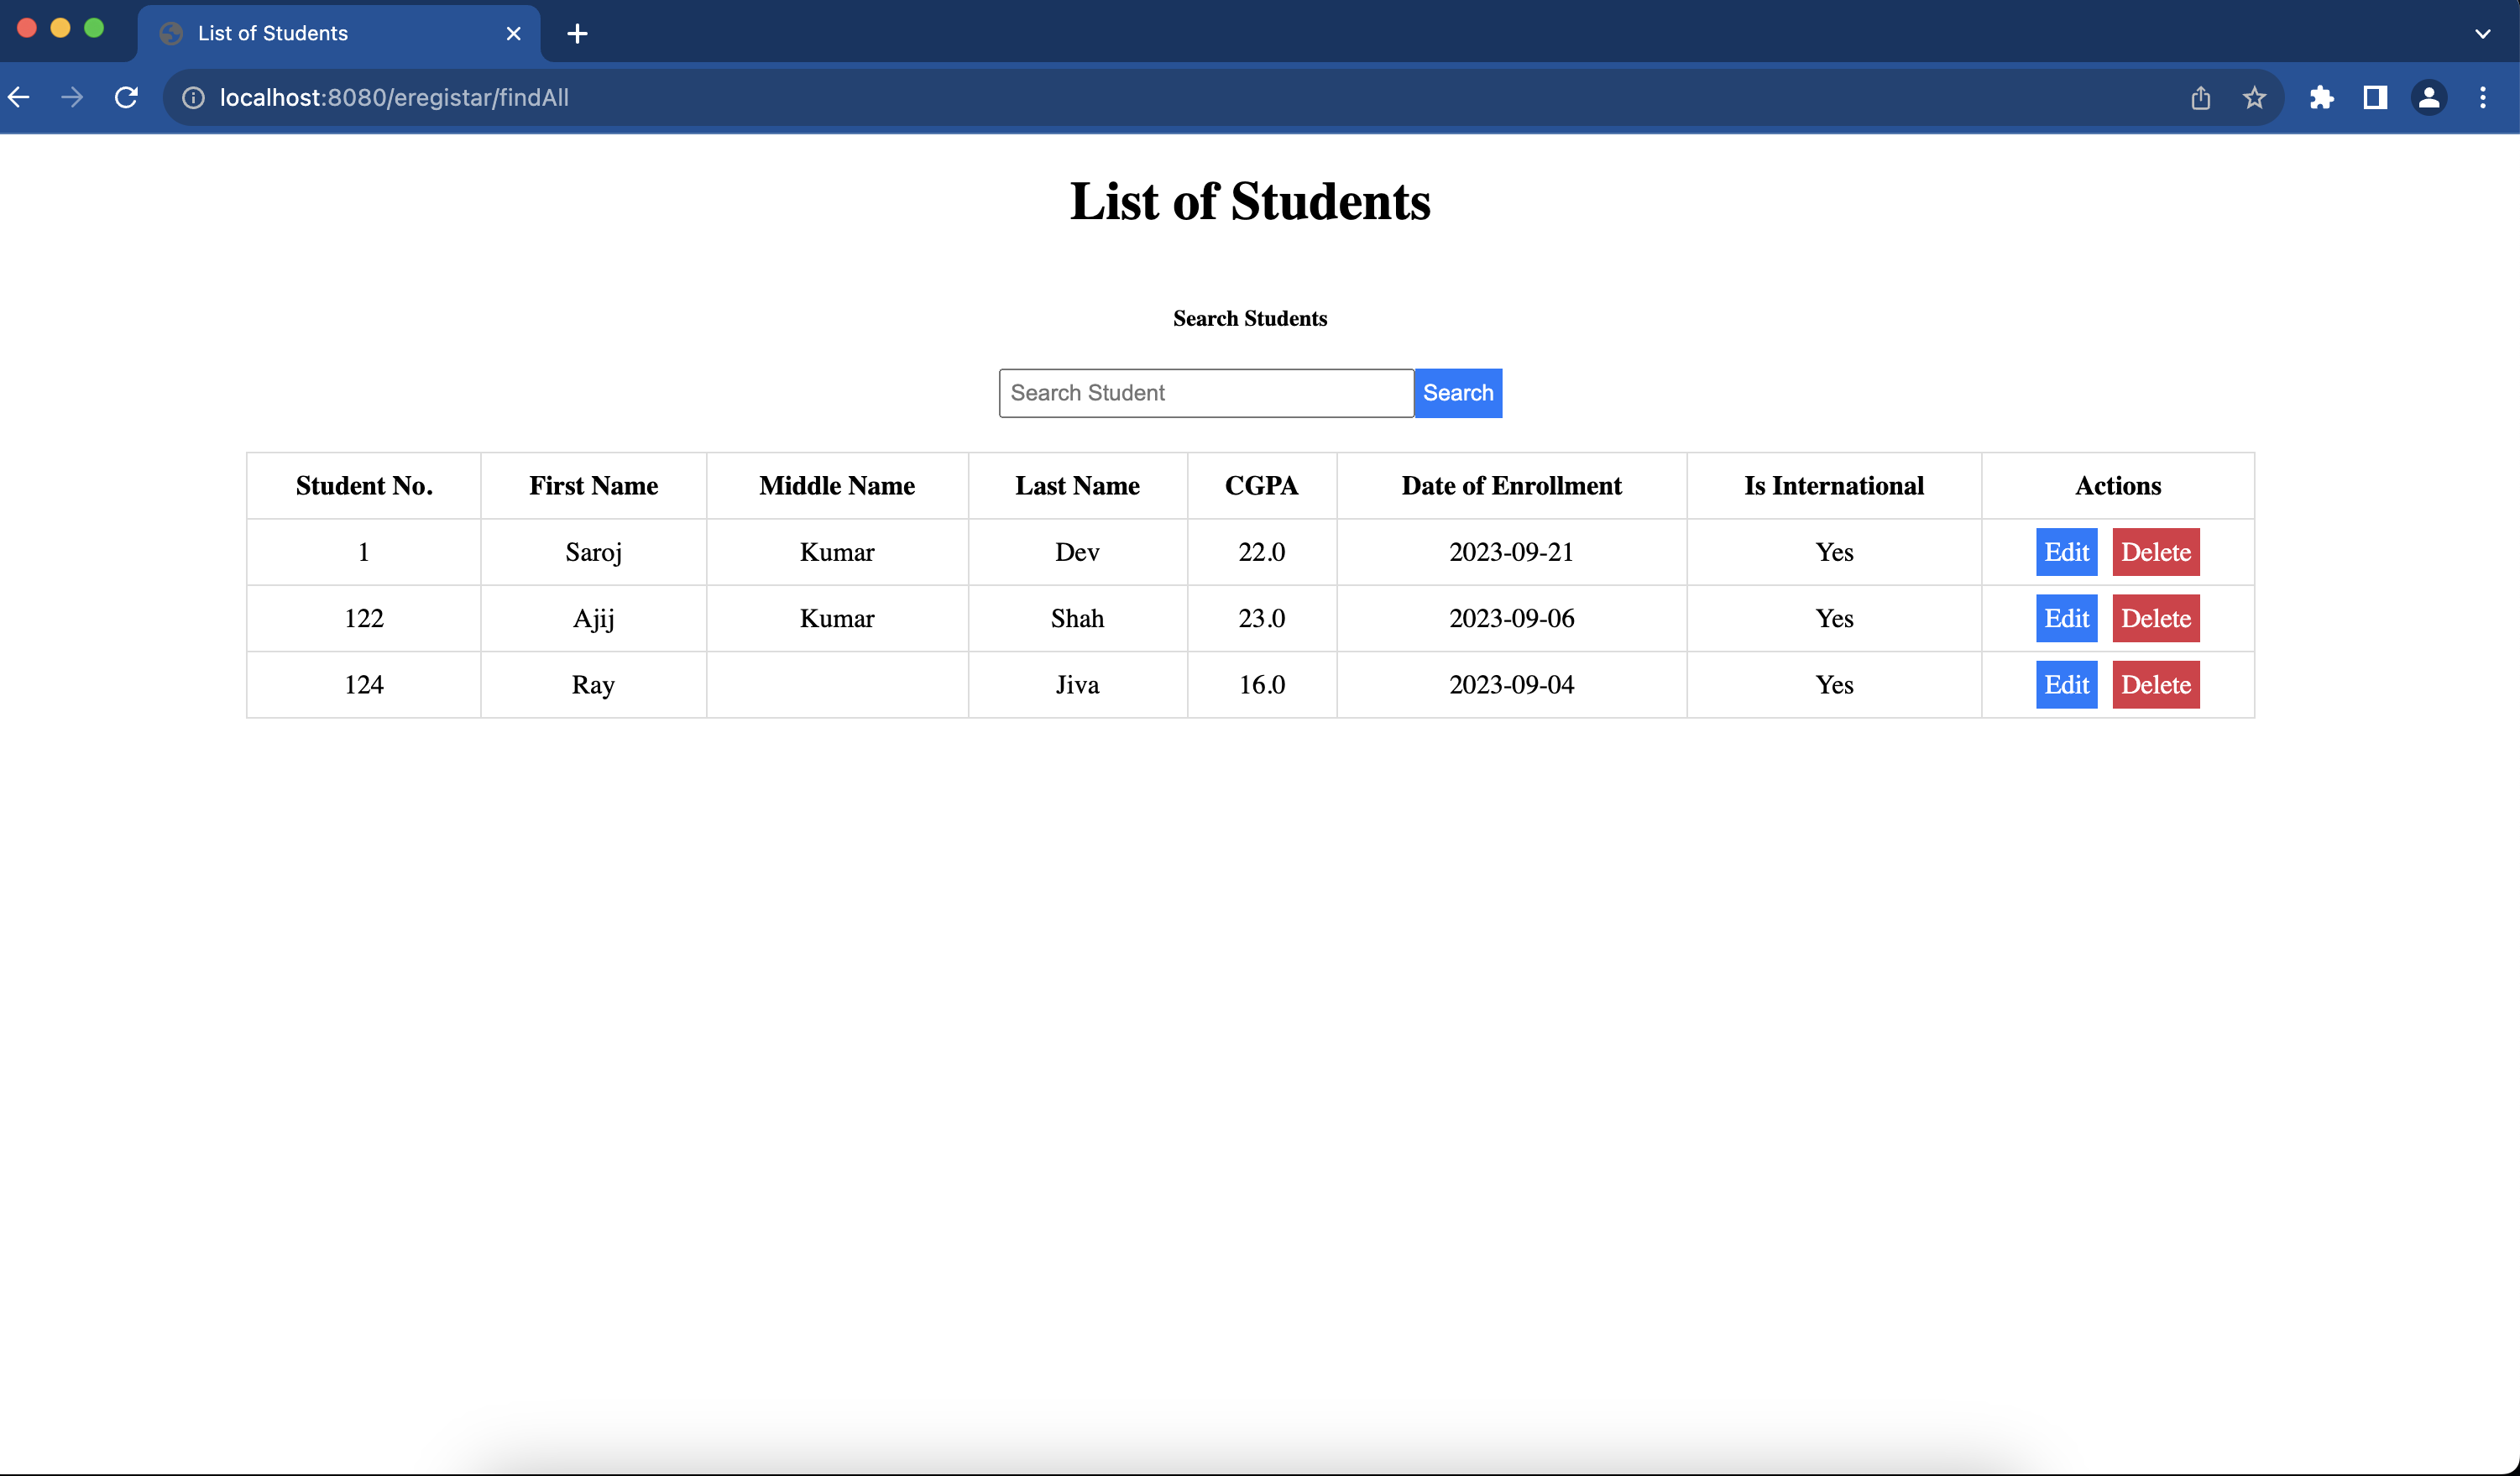 List of Students
localhost:8080/eregistar/findAll
List of Students
Search Students
Search Student Search
Student No. First Name Middle Name Last Name CGPA Date of Enrollment Is International Actions
1 Saroj Kumar Dev 22.0 2023-09-21 Yes Edit Delete
122 Ajij Kumar Shah 23.0 2023-09-06 Yes Edit Delete
124 Ray Jiva 16.0 2023-09-04 Yes Edit Delete